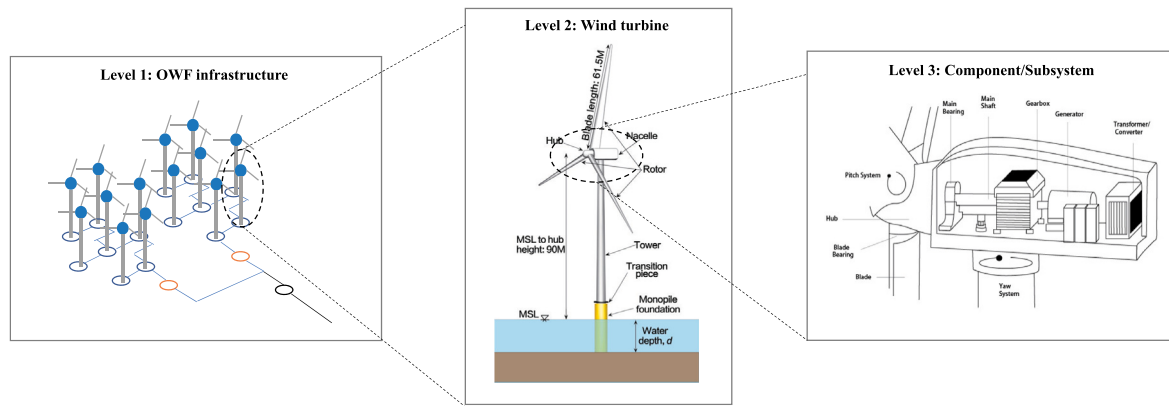 Level 1: OWF infrastructure
Level 2: Wind turbine
Blade length: 61.5M
Hub
Nacelle
Rotor
MSL to hub
height: 90M
Tower
Transition
piece
Monopile
foundation
MSL
Water
depth, d
Level 3: Component/Subsystem
Main
Bearing
Main
Shaft
Gearbox
Generator
Transformer/
Converter
Pitch System
Hub
Blade
Bearing
Blade
Yaw
System